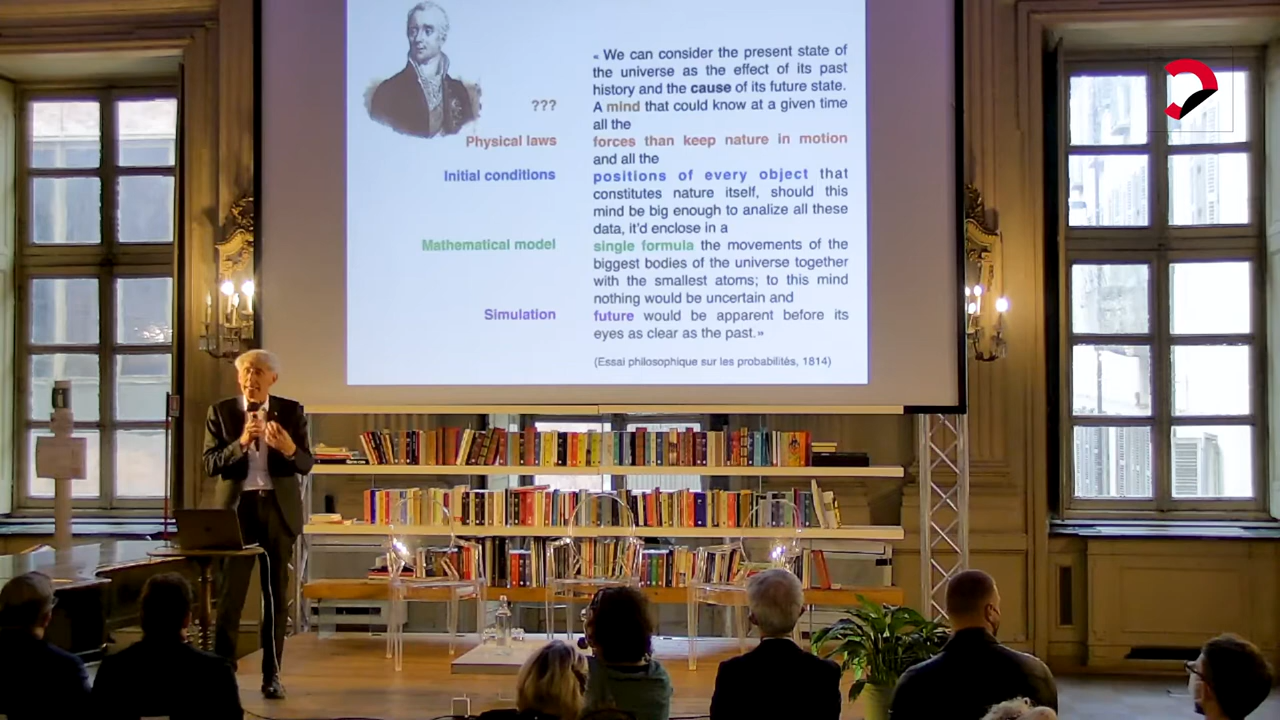 « We can consider the present state of
the universe as the effect of its past
history and the cause of its future state.
??? A mind that could know at a given time
all the
Physical laws forces than keep nature in motion
and all the
Initial conditions positions of every object that
constitutes nature itself, should this
mind be big enough to analize all these
data, it'd enclose in a
Mathematical model single formula the movements of the
biggest bodies of the universe together
with the smallest atoms; to this mind
nothing would be uncertain and
Simulation future would be apparent before its
eyes as clear as the past.»
(Essai philosophique sur les probabilités, 1814)